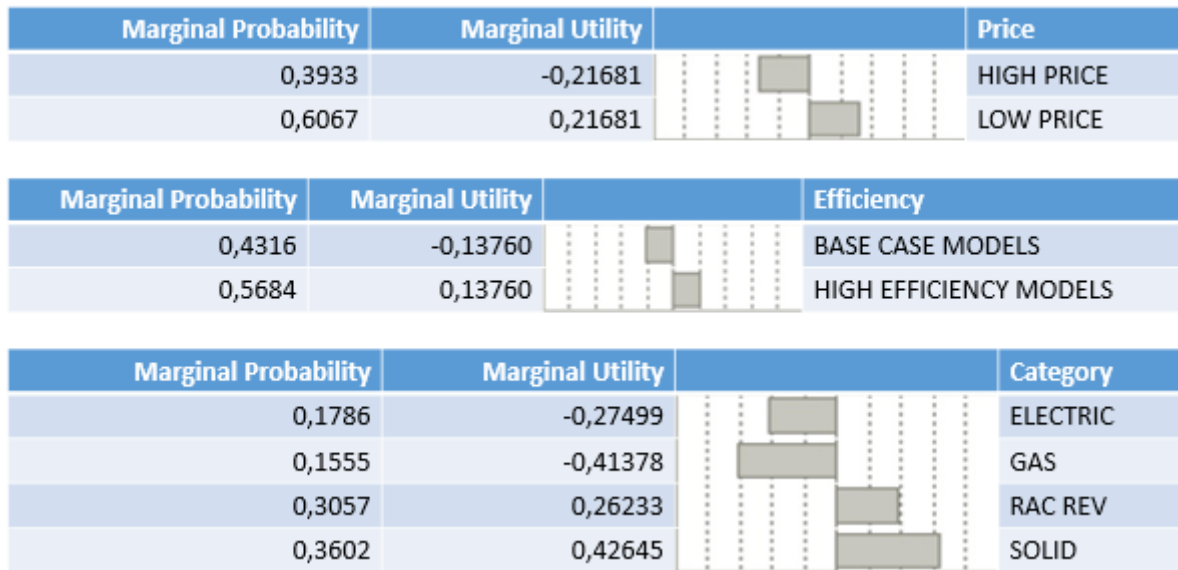 Marginal Probability Marginal Utility Price
0,3933 -0,21681 HIGH PRICE
0,6067 0,21681 LOW PRICE
Marginal Probability Marginal Utility Efficiency
0,4316 -0,13760 BASE CASE MODELS
0,5684 0,13760 HIGH EFFICIENCY MODELS
Marginal Probability Marginal Utility Category
0,1786 -0,27499 ELECTRIC
0,1555 -0,41378 GAS
0,3057 0,26233 RAC REV
0,3602 0,42645 SOLID